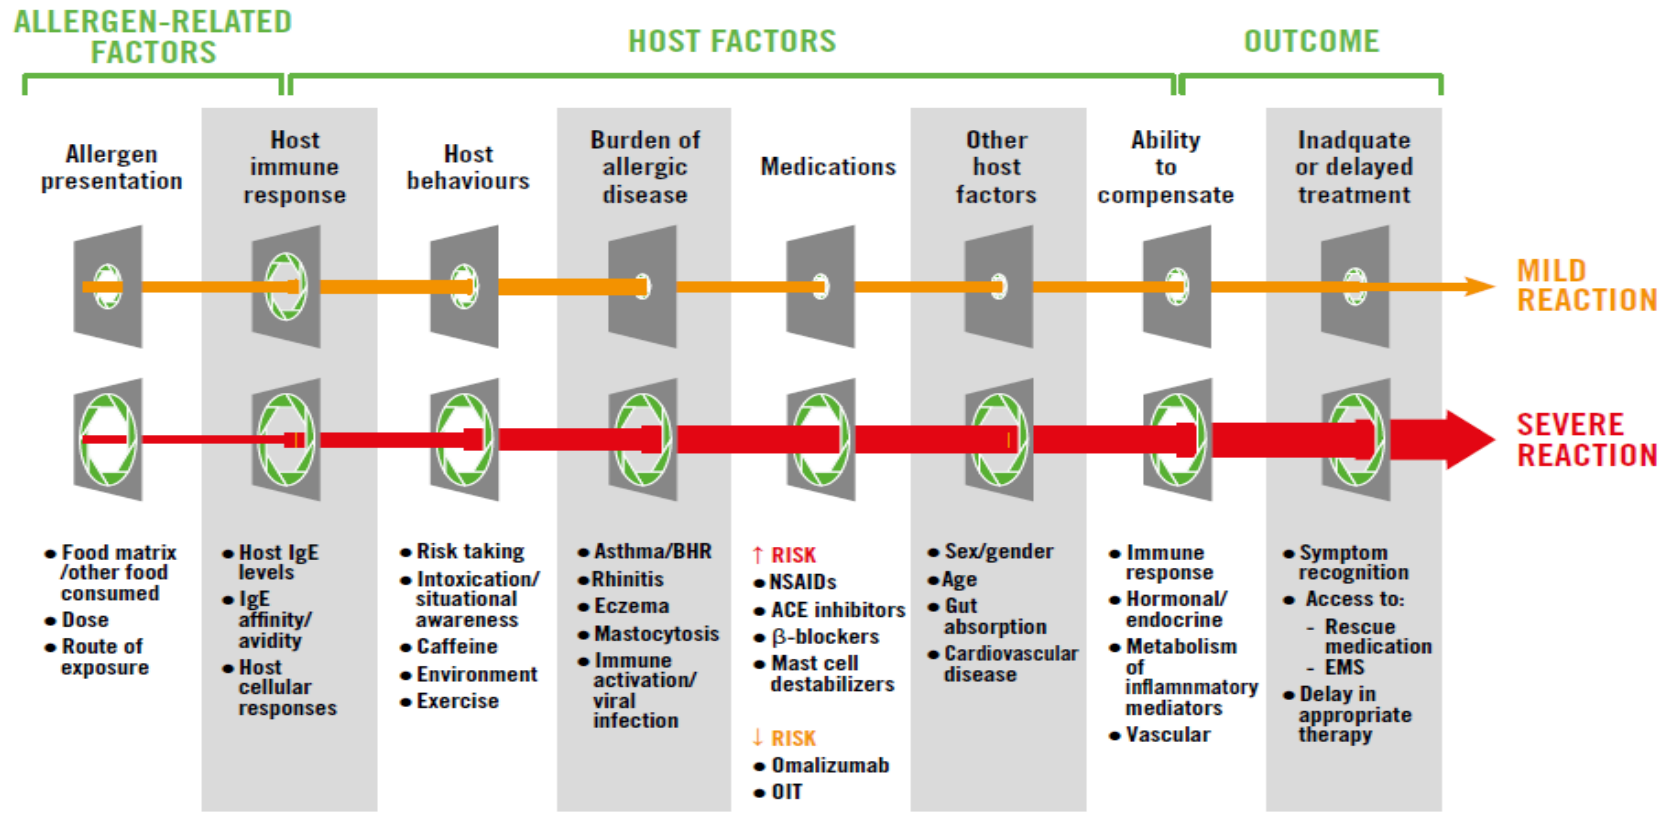 ALLERGEN-RELATED
FACTORS
HOST FACTORS
OUTCOME
Allergen
presentation
Host
immune
response
Host
behaviours
Burden of
allergic
disease
Medications
Other
host
factors
Ability
to
compensate
Inadquate
or delayed
treatment
MILD
REACTION
SEVERE
REACTION
● Food matrix
/other food
consumed
● Dose
● Route of
exposure
● Host IgE
levels
● IgE
affinity/
avidity
● Host
cellular
responses
● Risk taking
● Intoxication/
situational
awareness
● Caffeine
● Environment
● Exercise
● Asthma/BHR
● Rhinitis
● Eczema
● Mastocytosis
● Immune
activation/
viral
infection
↑ RISK
● NSAIDs
● ACE inhibitors
● β-blockers
● Mast cell
destabilizers
↓ RISK
● Omalizumab
● OIT
● Sex/gender
● Age
● Gut
absorption
● Cardiovascular
disease
● Immune
response
● Hormonal/
endocrine
● Metabolism
of
inflamnmatory
mediators
● Vascular
● Symptom
recognition
● Access to:
- Rescue
medication
- EMS
● Delay in
appropriate
therapy